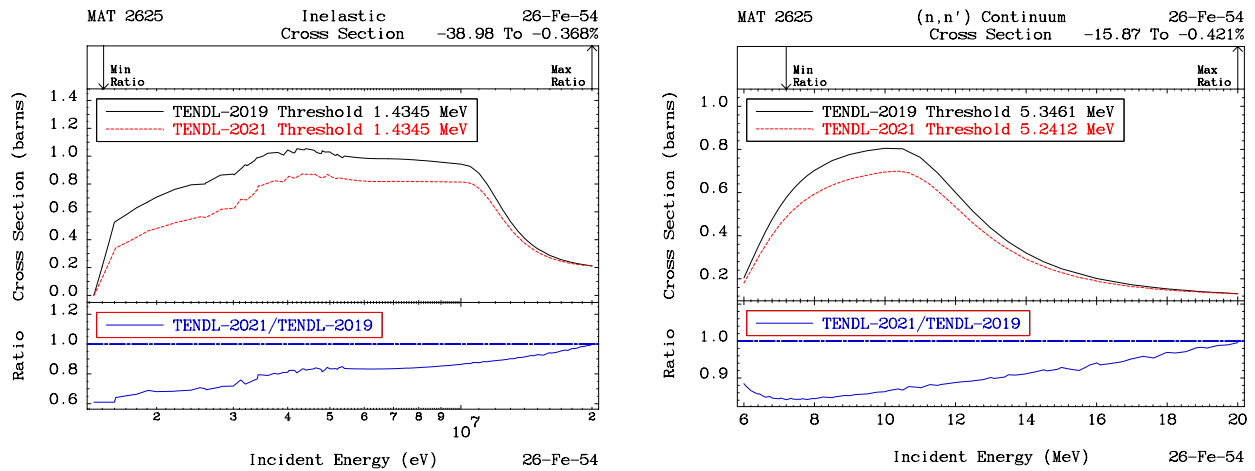 MAT 2625 Inelastic 26-Fe-54
Cross Section -38.98 To -0.368%
Min Ratio
Max Ratio
TENDL-2019 Threshold 1.4345 MeV
TENDL-2021 Threshold 1.4345 MeV
Cross Section (barns)
1.4
1.2
1.0
0.8
0.6
0.4
0.2
0.0
TENDL-2021/TENDL-2019
Ratio
1.2
1.0
0.8
0.6
2 3 4 5 6 7 8 9 10⁷ 2
Incident Energy (eV) 26-Fe-54
MAT 2625 (n,n') Continuum 26-Fe-54
Cross Section -15.87 To -0.421%
Min Ratio
Max Ratio
TENDL-2019 Threshold 5.3461 MeV
TENDL-2021 Threshold 5.2412 MeV
Cross Section (barns)
1.0
0.8
0.6
0.4
0.2
TENDL-2021/TENDL-2019
Ratio
1.0
0.9
6 8 10 12 14 16 18 20
Incident Energy (MeV) 26-Fe-54